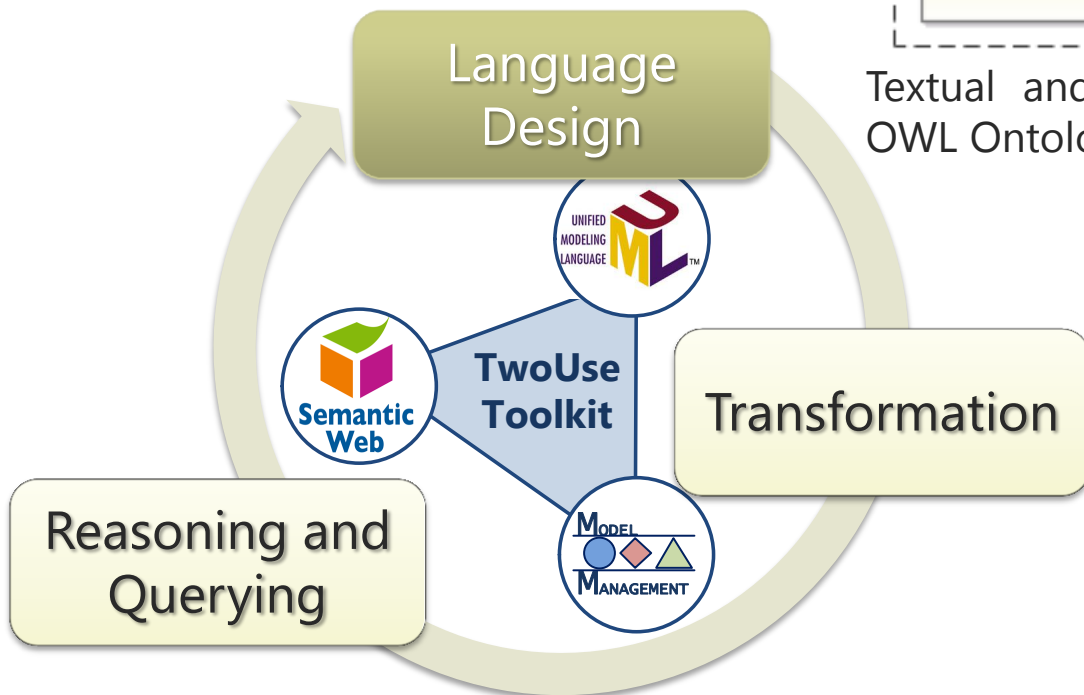 Language
Design
Textual and
OWL
UNIFIED
MODELING
LANGUAGE
UML
TM
TwoUse
Toolkit
Semantic
Web
Transformation
Reasoning and
Querying
MODEL
MANAGEMENT